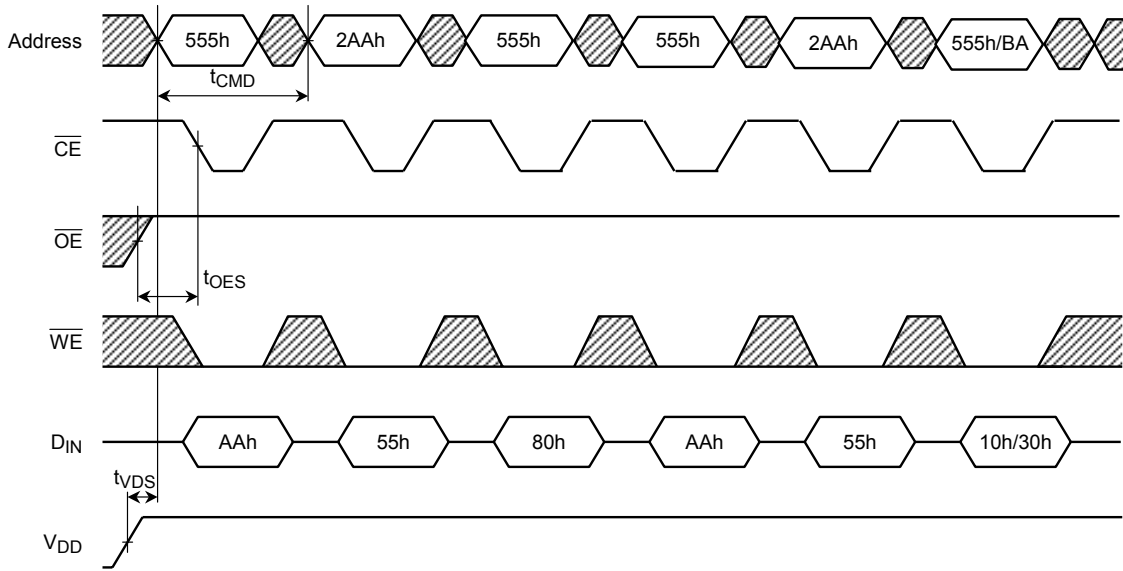 Address 555h 2AAh 555h 555h 2AAh 555h/BA
tCMD
CE
OE
tOES
WE
DIN AAh 55h 80h AAh 55h 10h/30h
tVDS
VDD